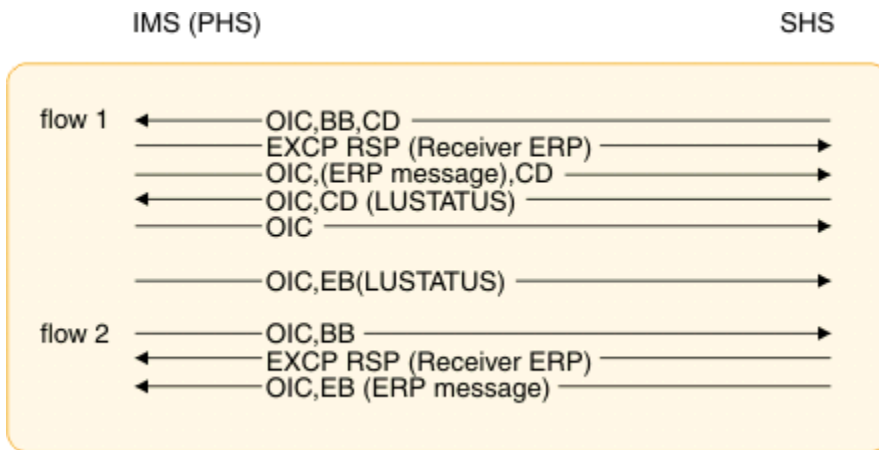 IMS (PHS) SHS
flow 1 OIC,BB,CD
EXCP RSP (Receiver ERP)
OIC,(ERP message),CD
OIC,CD (LUSTATUS)
OIC
OIC,EB(LUSTATUS)
flow 2 OIC,BB
EXCP RSP (Receiver ERP)
OIC,EB (ERP message)